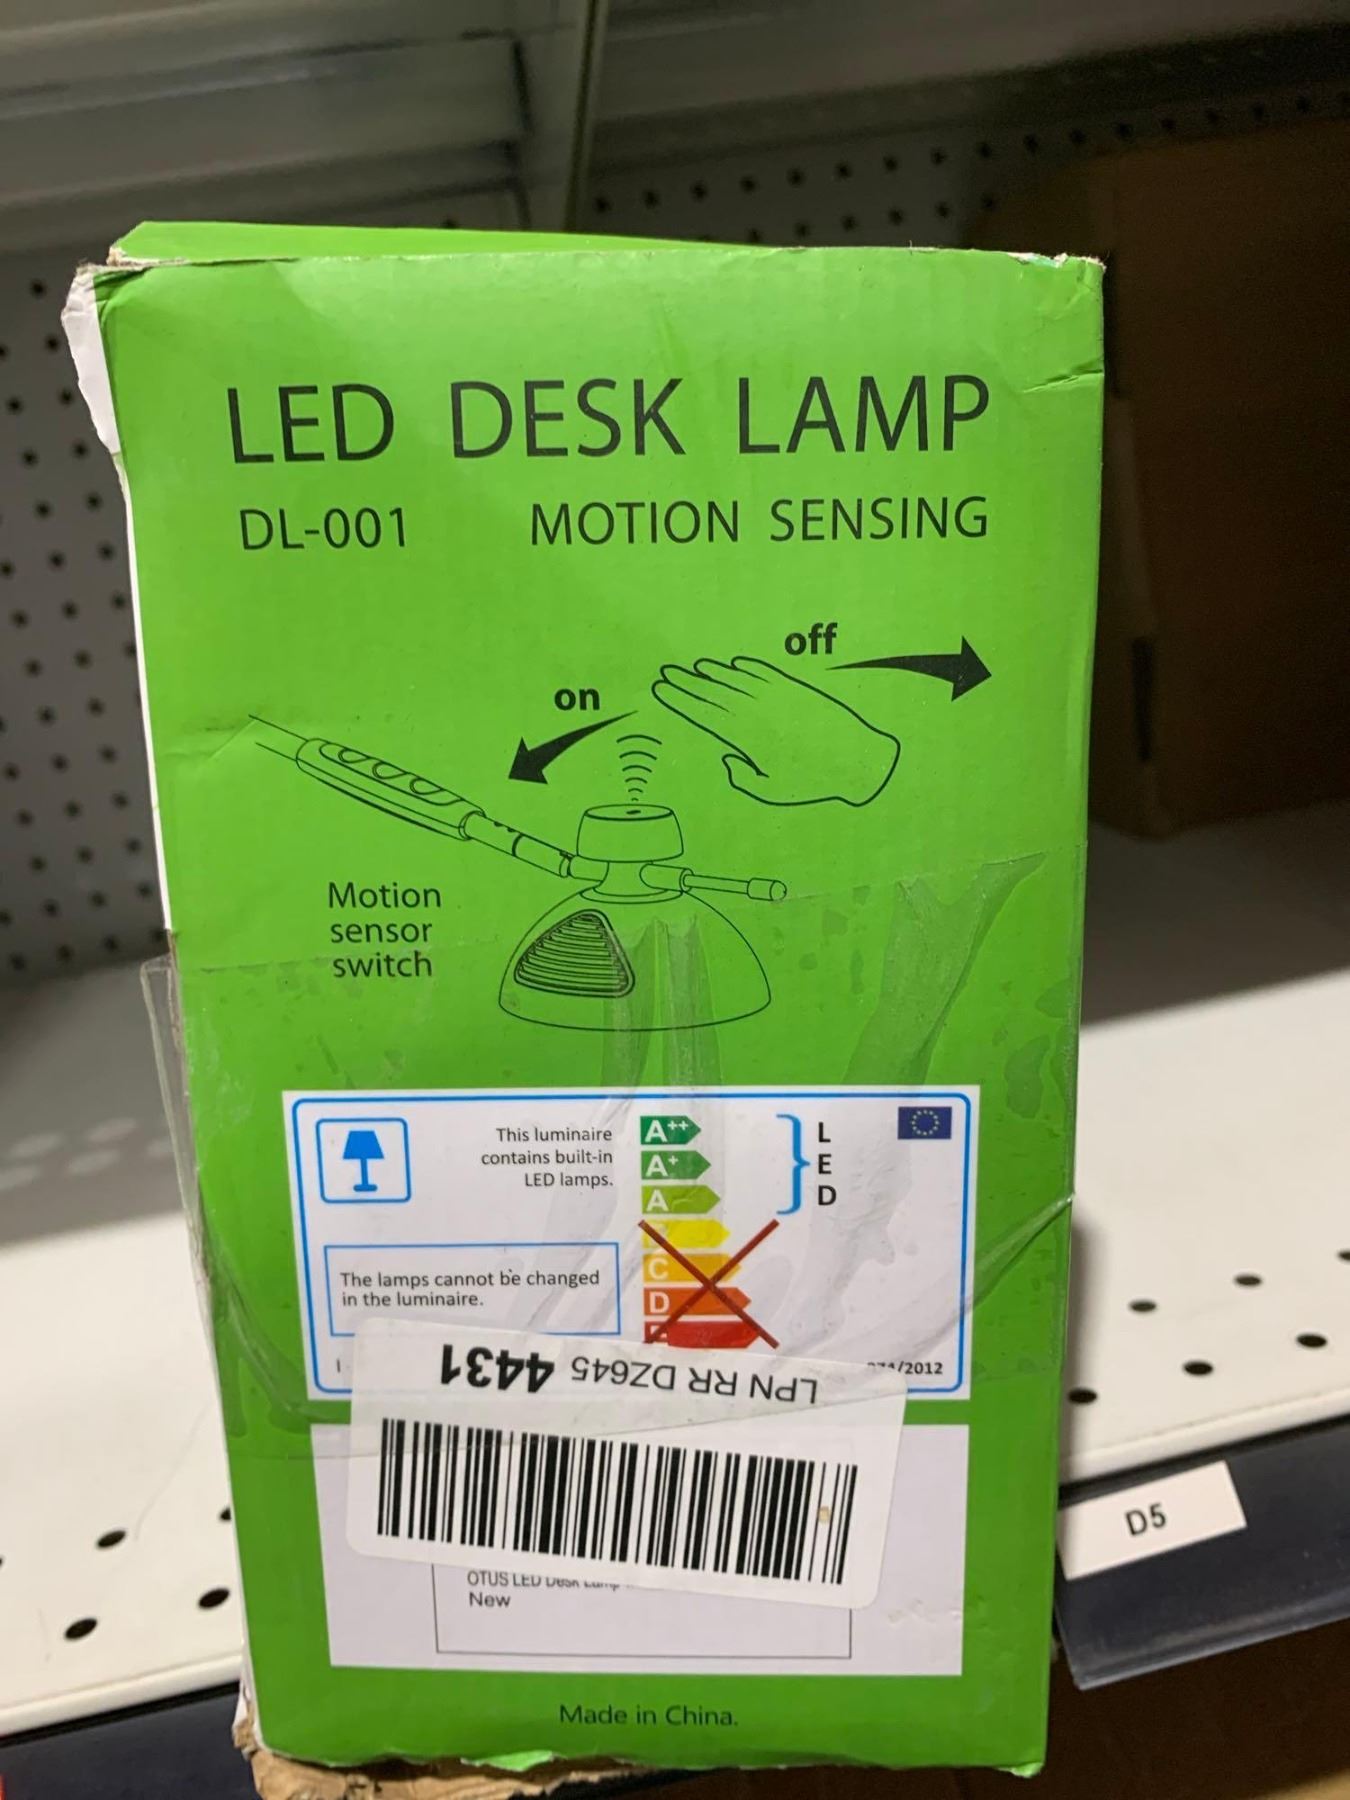 LED DESK LAMP
DL-001 MOTION SENSING
off
on
Motion
sensor
switch
This luminaire
contains built-in
LED lamps.
A++
A+
A
C
D
L
E
D
The lamps cannot be changed
in the luminaire.
/2012
LPN RR DZ645 4431
OTUS LED Desk Lamp
New
Made in China.
D5